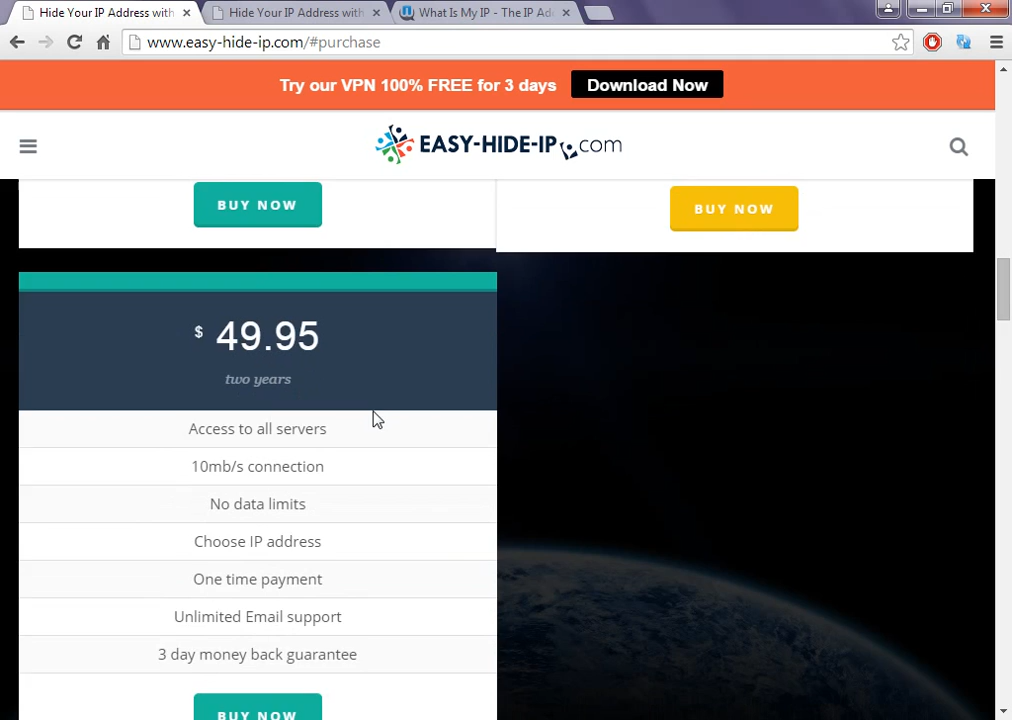 Hide Your IP Address with
Hide Your IP Address with
What Is My IP - The IP Ad
www.easy-hide-ip.com/#purchase
Try our VPN 100% FREE for 3 days
Download Now
EASY-HIDE-IP.com
BUY NOW
BUY NOW
$ 49.95
two years
Access to all servers
10mb/s connection
No data limits
Choose IP address
One time payment
Unlimited Email support
3 day money back guarantee
BUY NOW